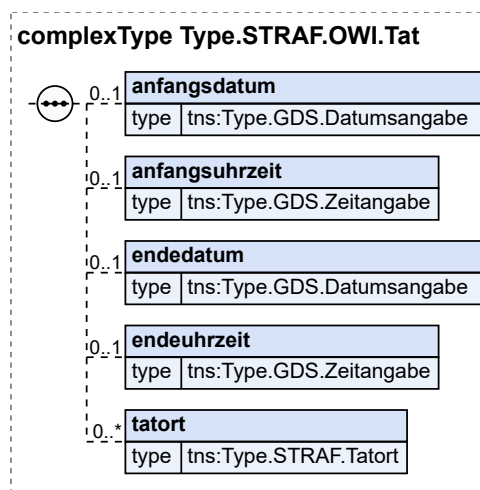 complexType Type.STRAF.OWI.Tat
0..1 anfangsdatum
type tns:Type.GDS.Datumsangabe
0..1 anfangsuhrzeit
type tns:Type.GDS.Zeitangabe
0..1 endedatum
type tns:Type.GDS.Datumsangabe
0..1 endeuhrzeit
type tns:Type.GDS.Zeitangabe
0..* tatort
type tns:Type.STRAF.Tatort